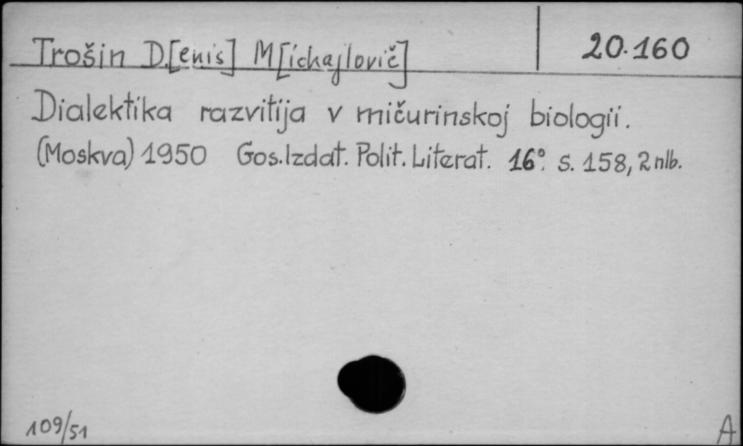 Trošin D.[enis] M[ichajlovič]
20.160
Dialektika razvitija v mičurinskoj biologii.
(Moskva) 1950 Gos.Izdat. Polit. Literat. 16°. s. 158, 2 nlb.
109/51
A